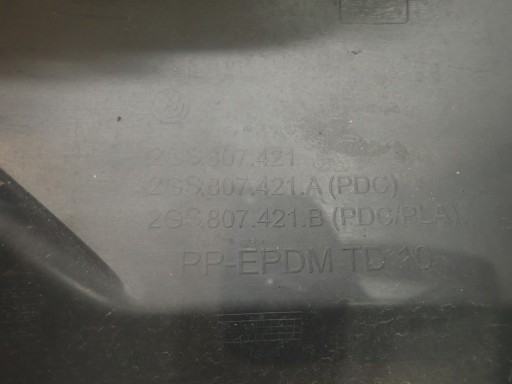 2GS.807.421
2GS.807.421.A (PDC)
2GS.807.421.B (PDC/PLA)
PP-EPDM TD 10